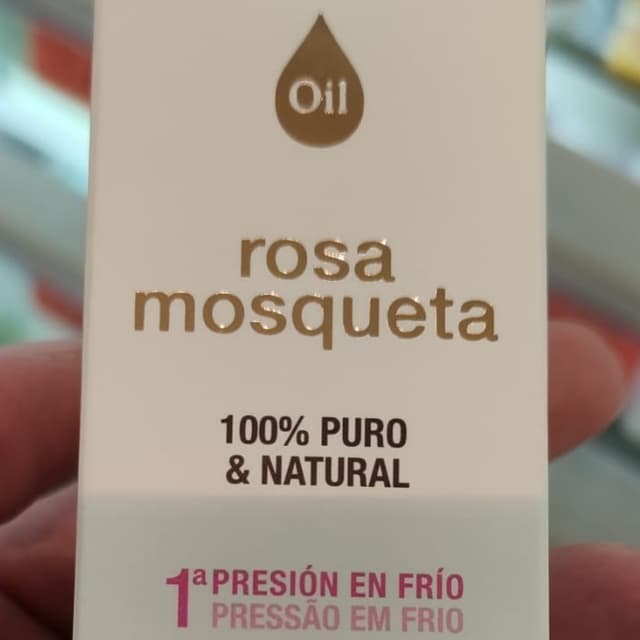 Oil
rosa
mosqueta
100% PURO
& NATURAL
1ª PRESIÓN EN FRÍO
PRESSÃO EM FRIO